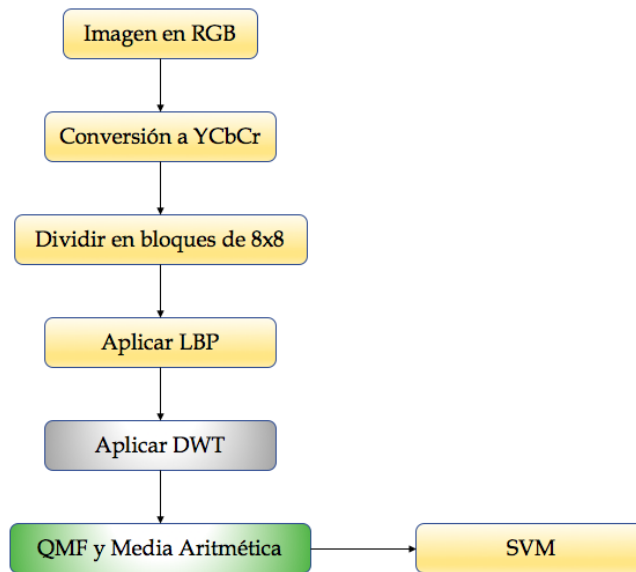 Imagen en RGB
Conversión a YCbCr
Dividir en bloques de 8x8
Aplicar LBP
Aplicar DWT
QMF y Media Aritmética
SVM